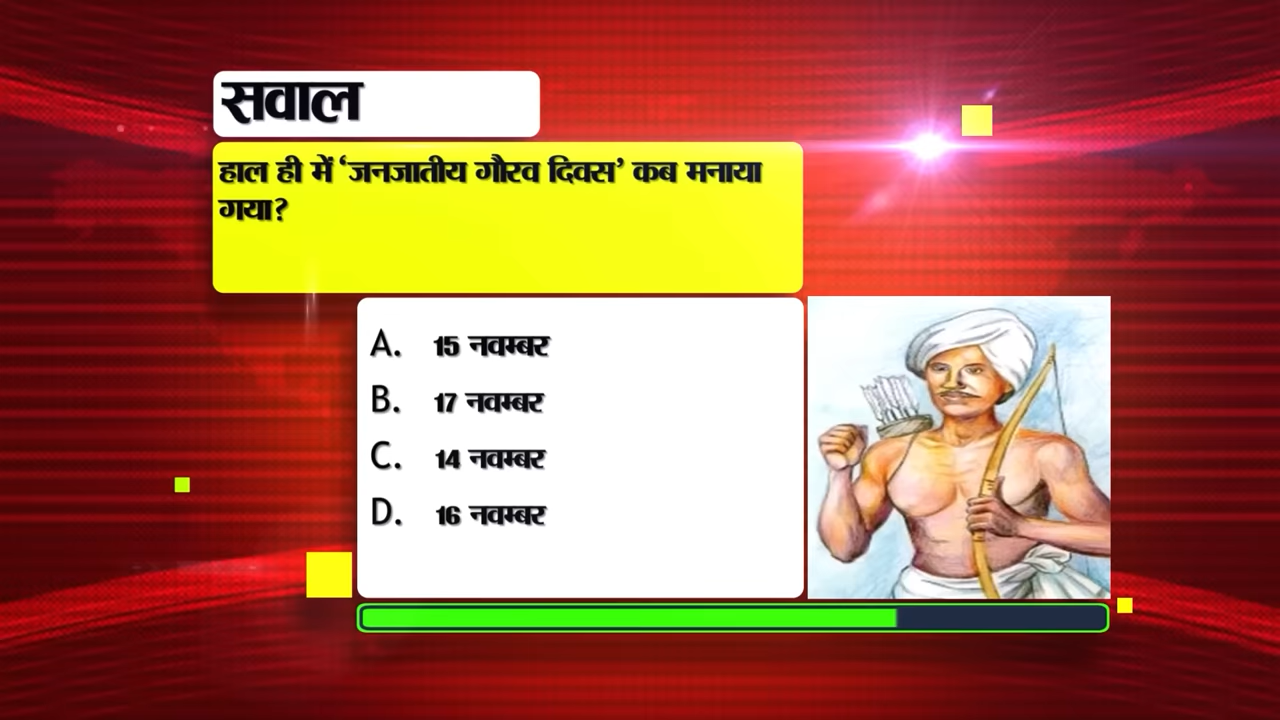 सवाल
हाल ही में ‘जनजातीय गौरव दिवस’ कब मनाया
गया?
A. 15 नवम्बर
B. 17 नवम्बर
C. 14 नवम्बर
D. 16 नवम्बर